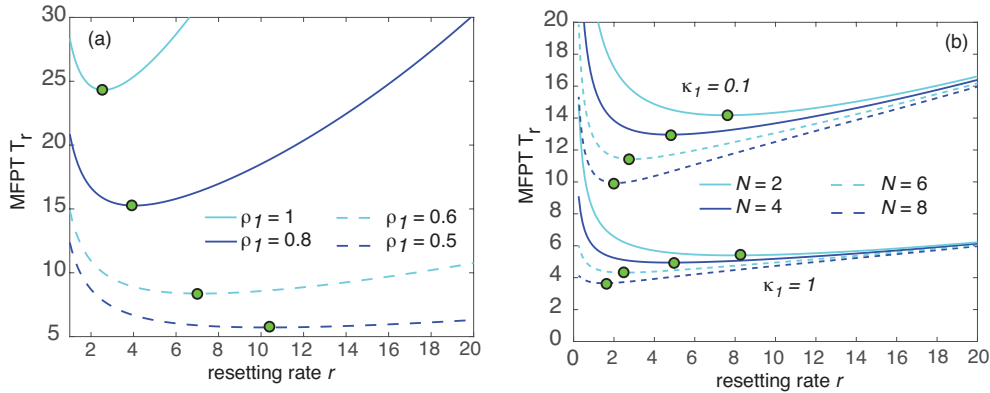 (a)
MFPT T_r
30
25
20
15
10
5
ρ_1 = 1
ρ_1 = 0.8
ρ_1 = 0.6
ρ_1 = 0.5
2 4 6 8 10 12 14 16 18 20
resetting rate r
(b)
MFPT T_r
20
18
16
14
12
10
8
6
4
2
0
κ_1 = 0.1
N = 2
N = 4
N = 6
N = 8
κ_1 = 1
0 2 4 6 8 10 12 14 16 18 20
resetting rate r